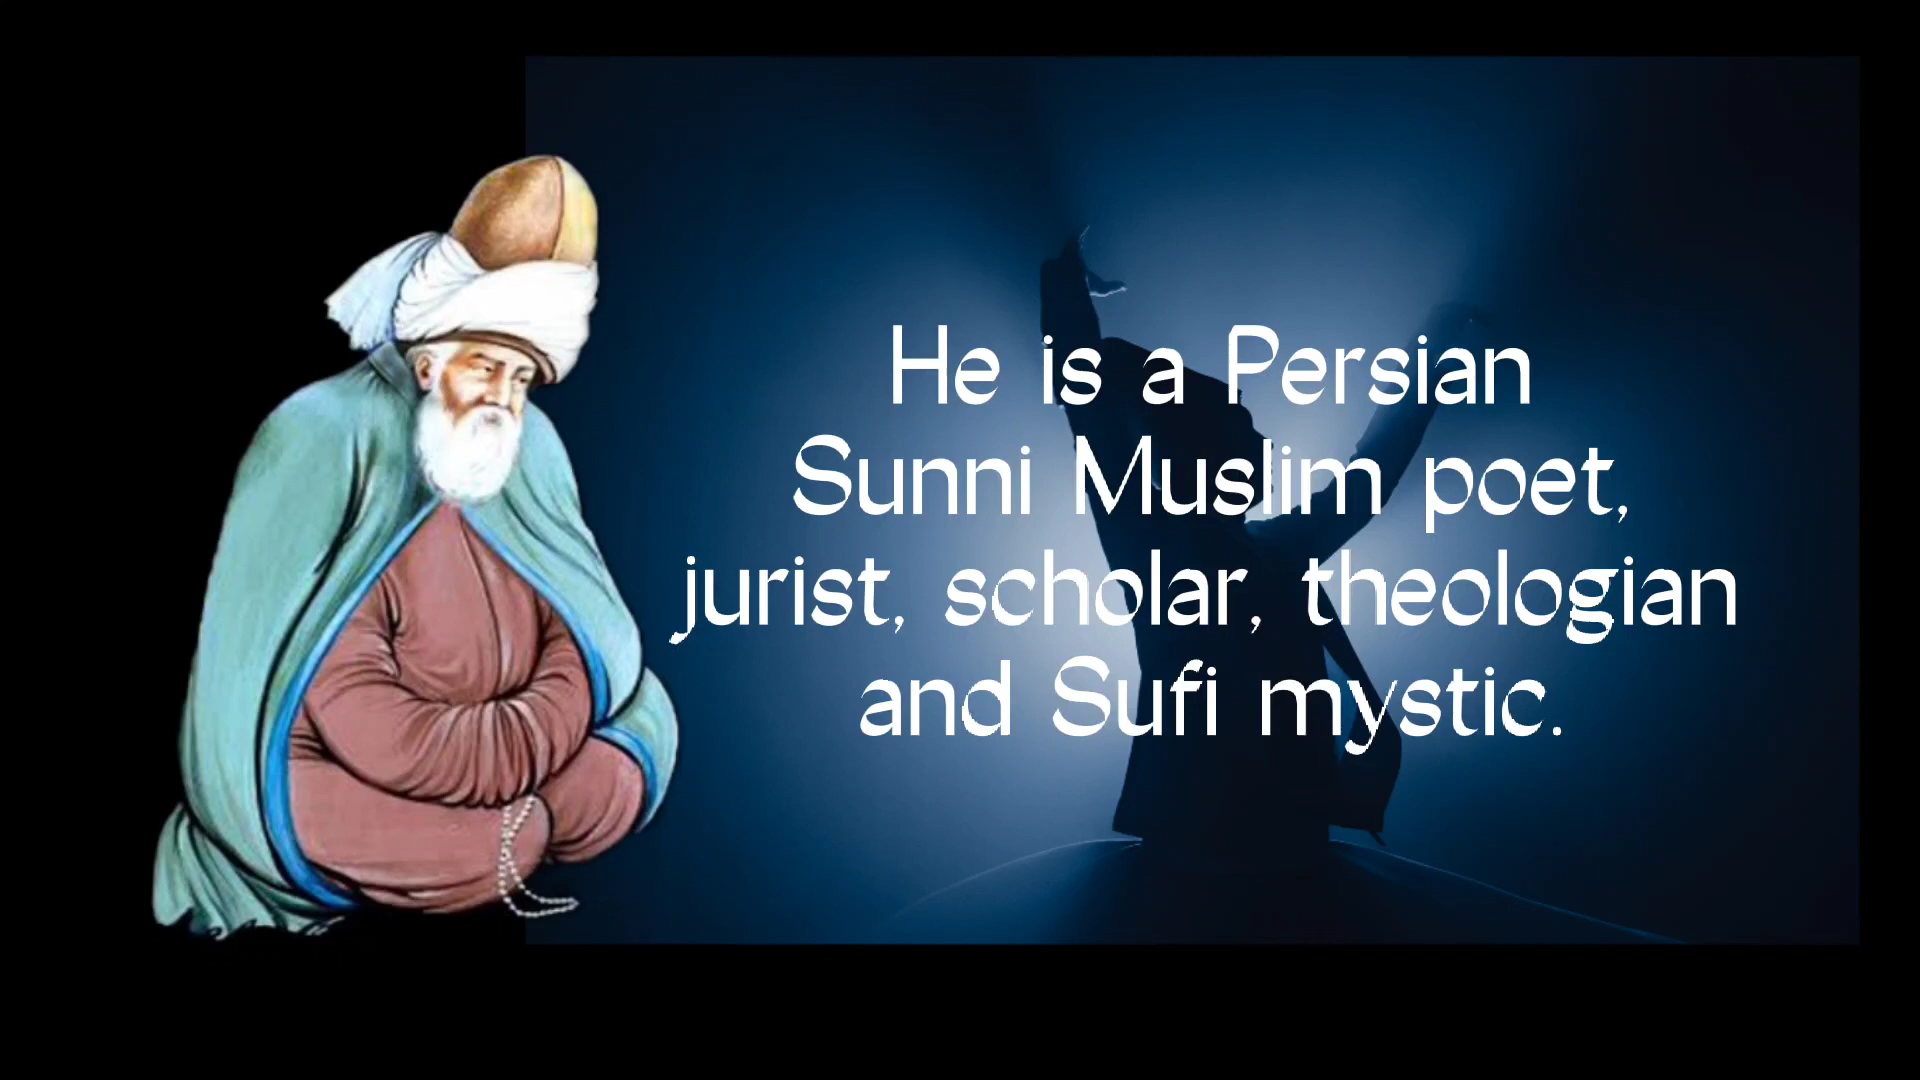 He is a Persian
Sunni Muslim poet,
jurist, scholar, theologian
and Sufi mystic.